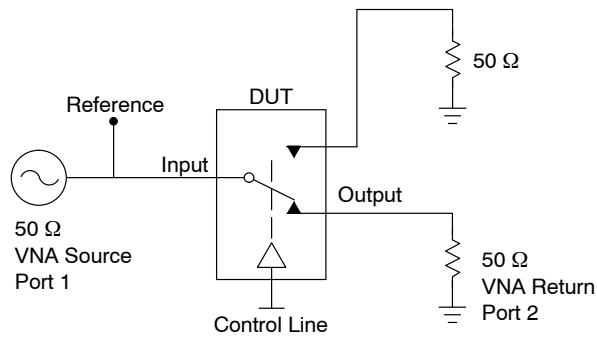 50 Ω
DUT
Reference
Input
Output
50 Ω
VNA Source
Port 1
50 Ω
VNA Return
Port 2
Control Line